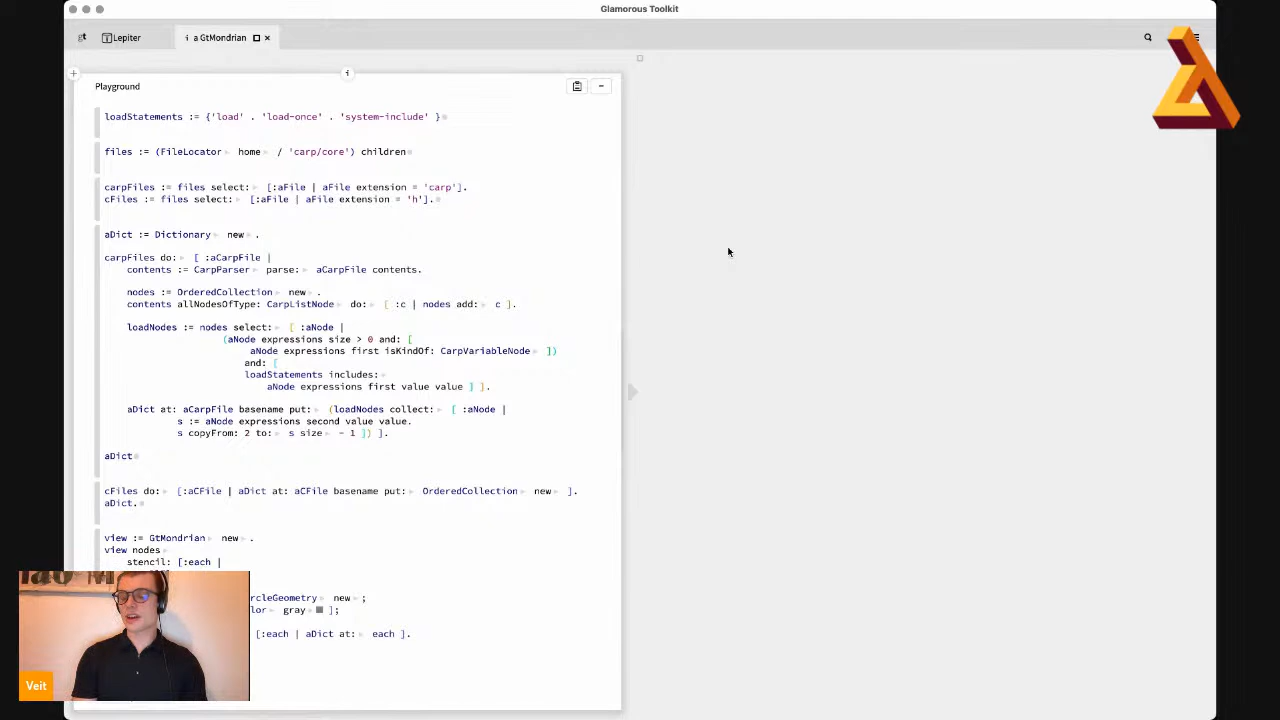 Glamorous Toolkit
gt Lepiter a GtMondrian
Playground
loadStatements := {'load' . 'load-once' . 'system-include' }
files := (FileLocator home / 'carp/core') children
carpFiles := files select: [:aFile | aFile extension = 'carp'].
cFiles := files select: [:aFile | aFile extension = 'h'].
aDict := Dictionary new .
carpFiles do: [ :aCarpFile |
contents := CarpParser parse: aCarpFile contents.
nodes := OrderedCollection new .
contents allNodesOfType: CarpListNode do: [ :c | nodes add: c ].
loadNodes := nodes select: [ :aNode |
(aNode expressions size > 0 and: [
aNode expressions first isKindOf: CarpVariableNode ])
and: [
loadStatements includes:
aNode expressions first value value ] ].
aDict at: aCarpFile basename put: (loadNodes collect: [ :aNode |
s := aNode expressions second value value.
s copyFrom: 2 to: s size - 1 ]) ].
aDict
cFiles do: [:aCFile | aDict at: aCFile basename put: OrderedCollection new ].
aDict.
view := GtMondrian new .
view nodes
stencil: [:each |
rcleGeometry new ;
lor gray ];
[:each | aDict at: each ].
Veit